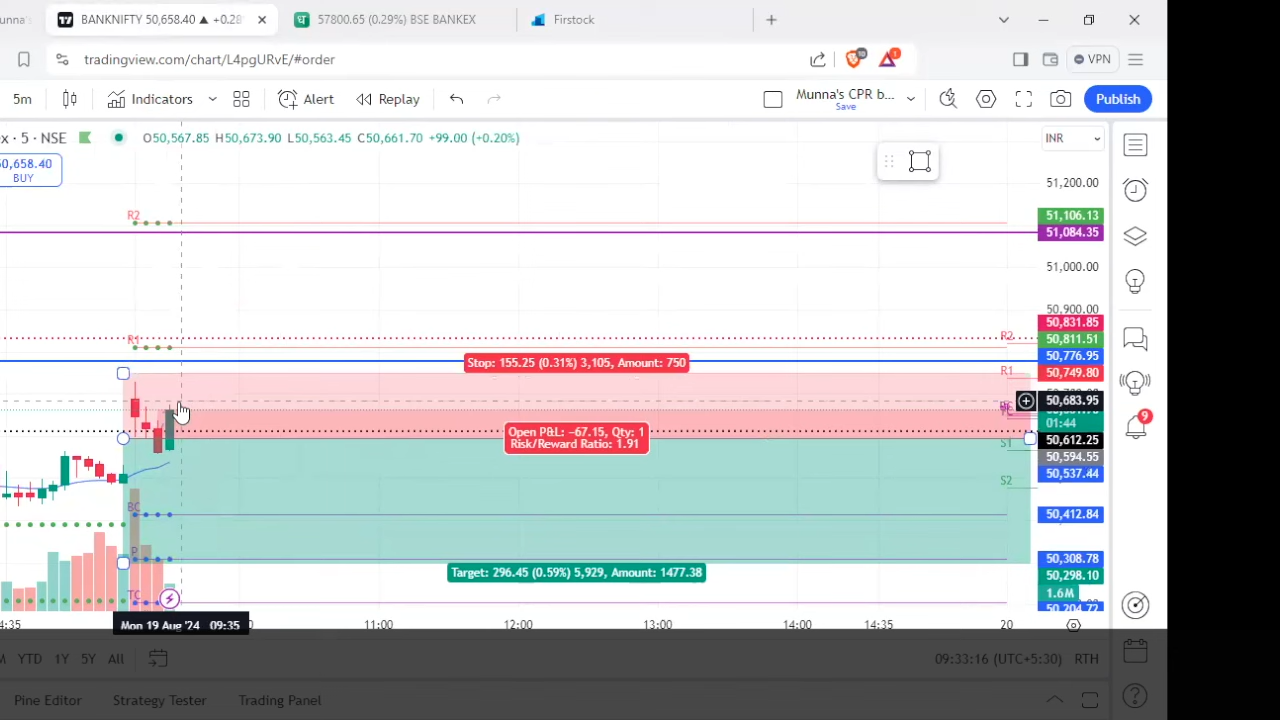 unna's
BANKNIFTY 50,658.40 ▲ +0.28
57800.65 (0.29%) BSE BANKEX
Firstock
tradingview.com/chart/L4pgURvE/#order
10
1
VPN
5m
Indicators
Alert
Replay
Munna's CPR b...
Save
Publish
ex · 5 · NSE
O50,567.85 H50,673.90 L50,563.45 C50,661.70 +99.00 (+0.20%)
INR
50,658.40
BUY
51,200.00
R2
51,106.13
51,084.35
51,000.00
50,900.00
50,831.85
R1
R2
50,811.51
50,776.95
Stop: 155.25 (0.31%) 3,105, Amount: 750
R1
50,749.80
50,683.95
01:44
9
Open P&L: −67.15, Qty: 1
Risk/Reward Ratio: 1.91
50,612.25
S1
50,594.55
50,537.44
S2
BC
50,412.84
P
50,308.78
Target: 296.45 (0.59%) 5,929, Amount: 1477.38
50,298.10
1.6M
TC
50,204.72
4:35
Mon 19 Aug '24 09:35
11:00
12:00
13:00
14:00
14:35
20
M
YTD
1Y
5Y
All
09:33:16 (UTC+5:30)
RTH
Pine Editor
Strategy Tester
Trading Panel